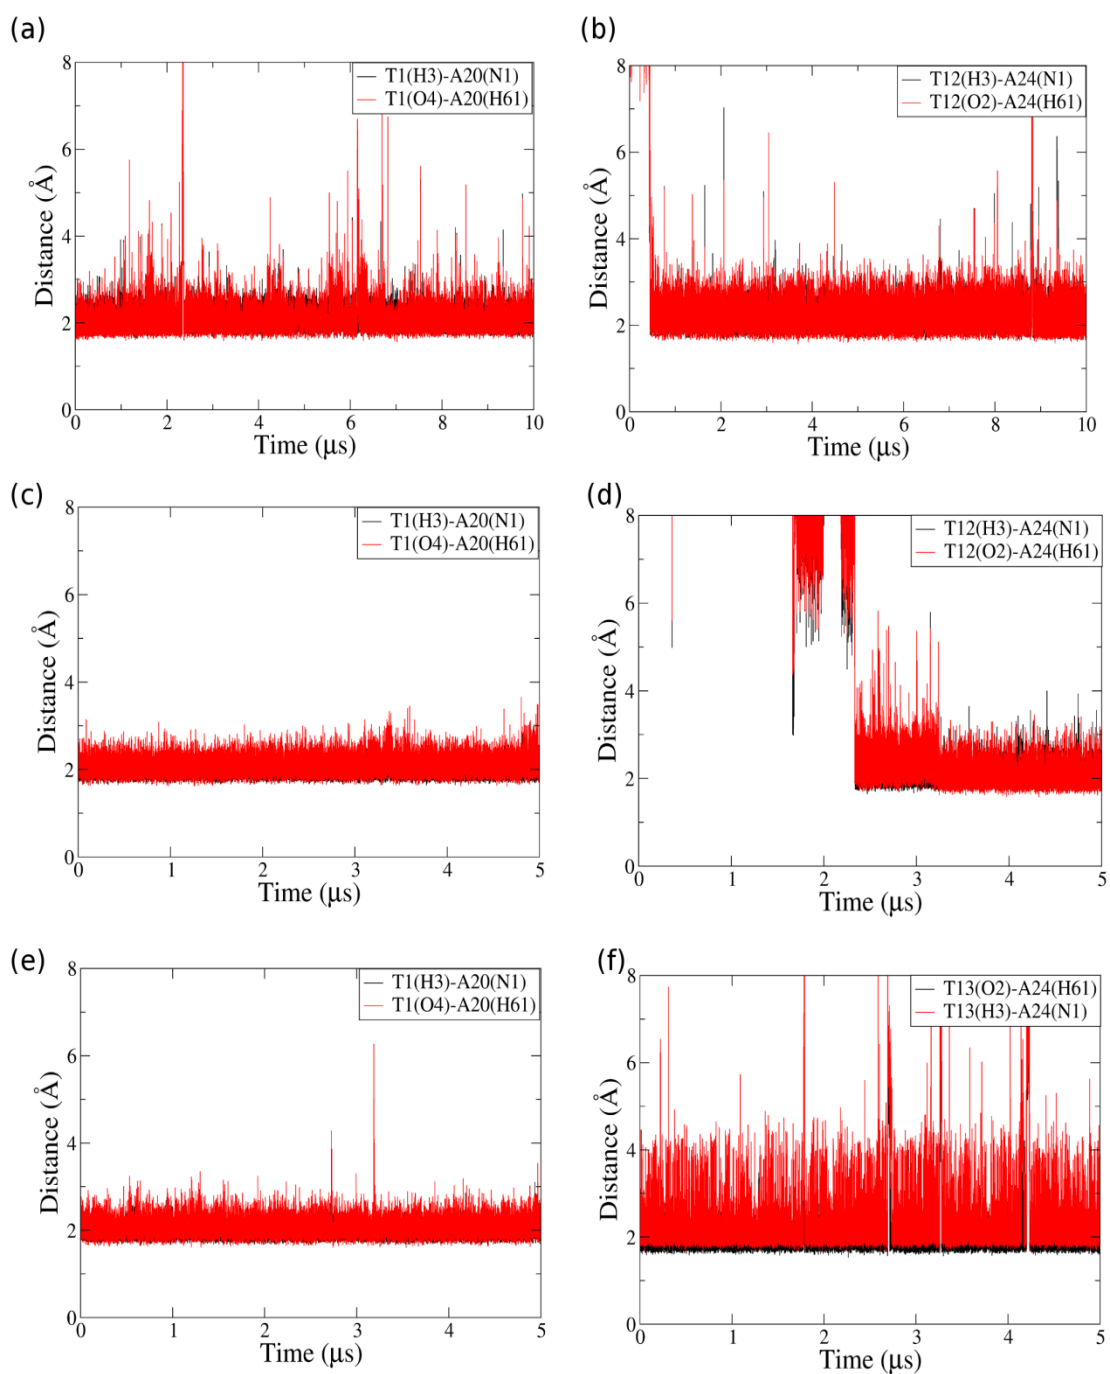 (a)
8
6
4
2
0
Distance (Å)
T1(H3)-A20(N1)
T1(O4)-A20(H61)
0 2 4 6 8 10
Time (μs)
(b)
8
6
4
2
0
Distance (Å)
T12(H3)-A24(N1)
T12(O2)-A24(H61)
0 2 4 6 8 10
Time (μs)
(c)
8
6
4
2
0
Distance (Å)
T1(H3)-A20(N1)
T1(O4)-A20(H61)
0 1 2 3 4 5
Time (μs)
(d)
8
6
4
2
0
Distance (Å)
T12(H3)-A24(N1)
T12(O2)-A24(H61)
0 1 2 3 4 5
Time (μs)
(e)
8
6
4
2
0
Distance (Å)
T1(H3)-A20(N1)
T1(O4)-A20(H61)
0 1 2 3 4 5
Time (μs)
(f)
8
6
4
2
0
Distance (Å)
T13(O2)-A24(H61)
T13(H3)-A24(N1)
0 1 2 3 4 5
Time (μs)